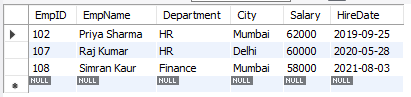 EmpID EmpName Department City Salary HireDate
102 Priya Sharma HR Mumbai 62000 2019-09-25
107 Raj Kumar HR Delhi 60000 2020-05-28
108 Simran Kaur Finance Mumbai 58000 2021-08-03
NULL NULL NULL NULL NULL NULL